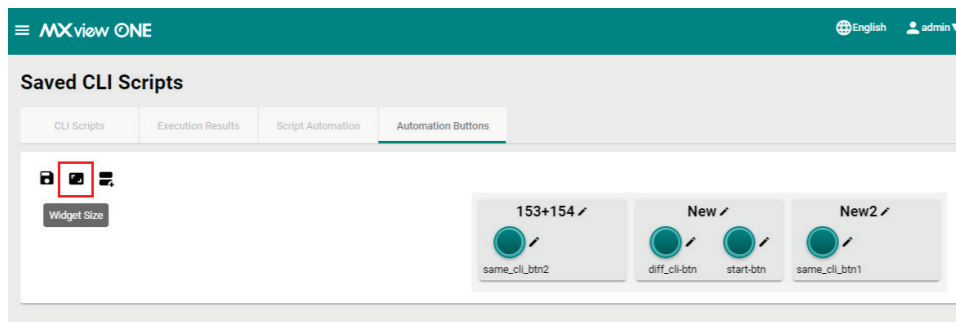 MXview ONE
English
admin
Saved CLI Scripts
CLI Scripts
Execution Results
Script Automation
Automation Buttons
Widget Size
153+154
New
New2
same_cli_btn2
diff_cli-btn
start-btn
same_cli_btn1